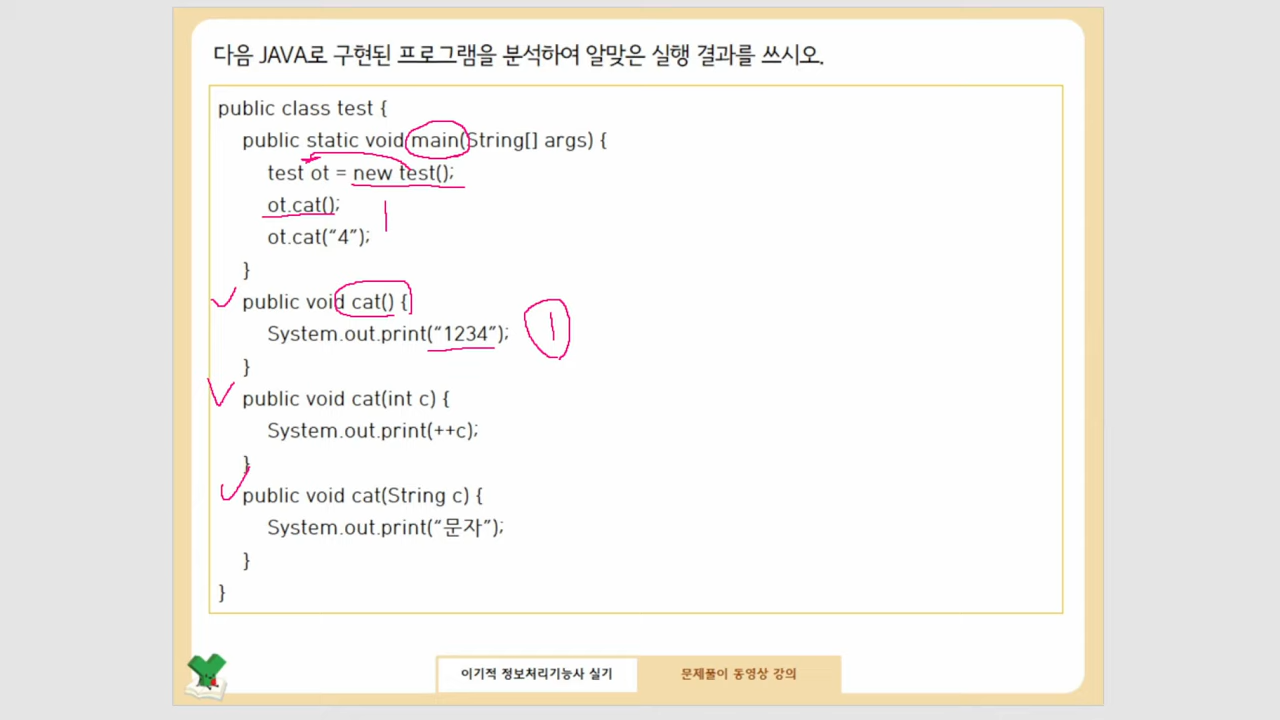 다음 JAVA로 구현된 프로그램을 분석하여 알맞은 실행 결과를 쓰시오.
public class test {
public static void main(String[] args) {
test ot = new test();
ot.cat();
1
ot.cat(“4”);
}
public void cat() {
System.out.print(“1234”);
1
}
public void cat(int c) {
System.out.print(++c);
}
public void cat(String c) {
System.out.print(“문자”);
}
}
이기적 정보처리기능사 실기
문제풀이 동영상 강의